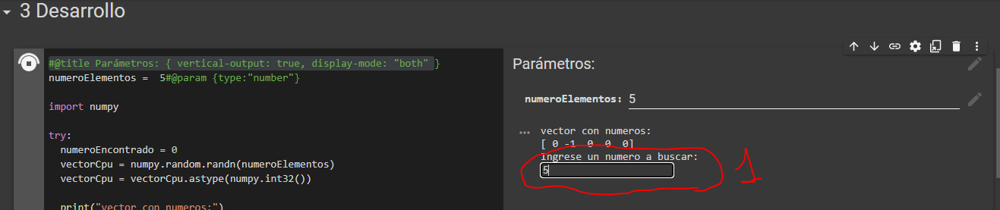 3 Desarrollo
#@title Parámetros: { vertical-output: true, display-mode: "both" }
numeroElementos =  5#@param {type:"number"}
import numpy
try:
  numeroEncontrado = 0
  vectorCpu = numpy.random.randn(numeroElementos)
  vectorCpu = vectorCpu.astype(numpy.int32())
  print("vector con numeros:")
Parámetros:
numeroElementos: 5
vector con numeros:
[ 0 -1  0  0  0]
Ingrese un numero a buscar:
5
1